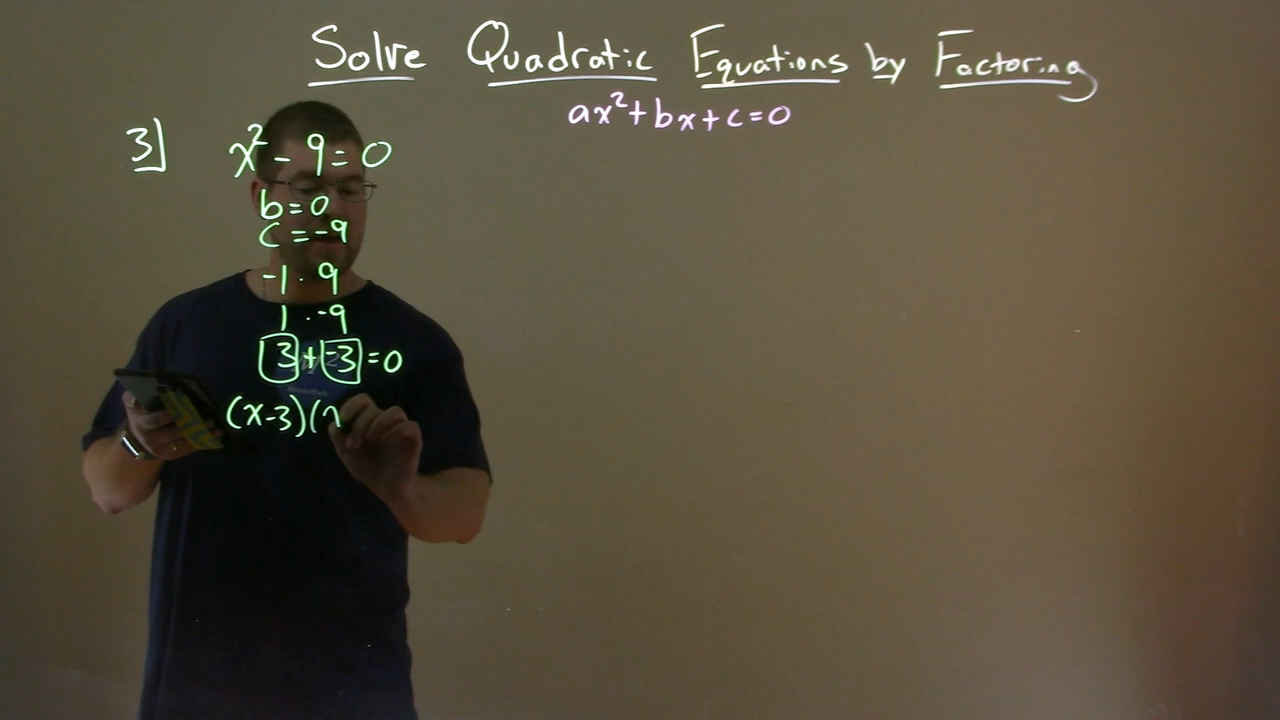 Solve Quadratic Equations by Factoring
ax²+bx+c=0
3] x² - 9 = 0
b = 0
c = -9
-1 · 9
1 · -9
3 + -3 = 0
(x-3)(